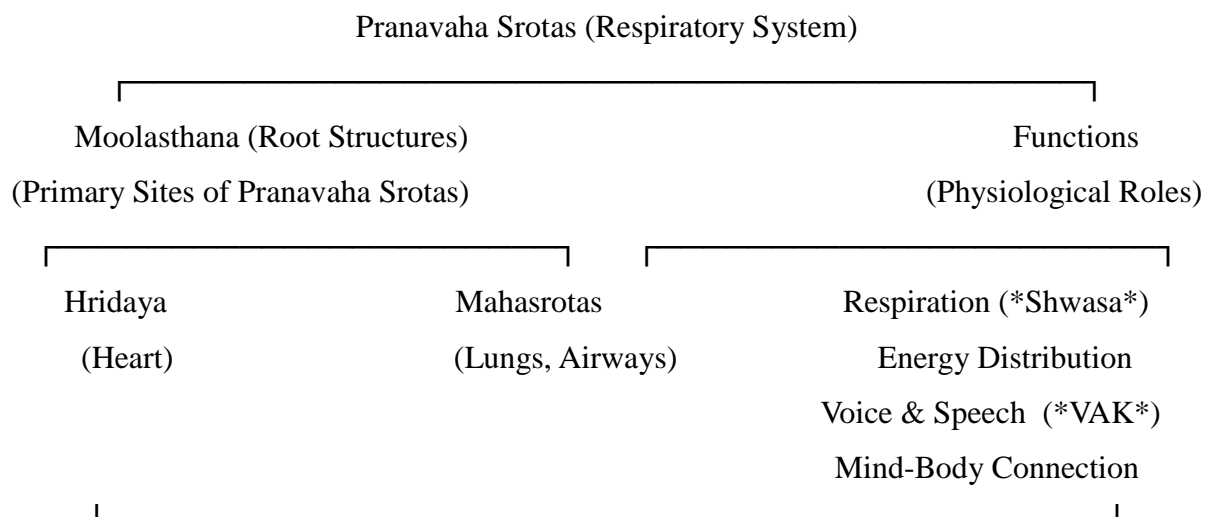 Pranavaha Srotas (Respiratory System)
Moolasthana (Root Structures)
(Primary Sites of Pranavaha Srotas)
Functions
(Physiological Roles)
Hridaya
(Heart)
Mahasrotas
(Lungs, Airways)
Respiration (*Shwasa*)
Energy Distribution
Voice & Speech (*VAK*)
Mind-Body Connection